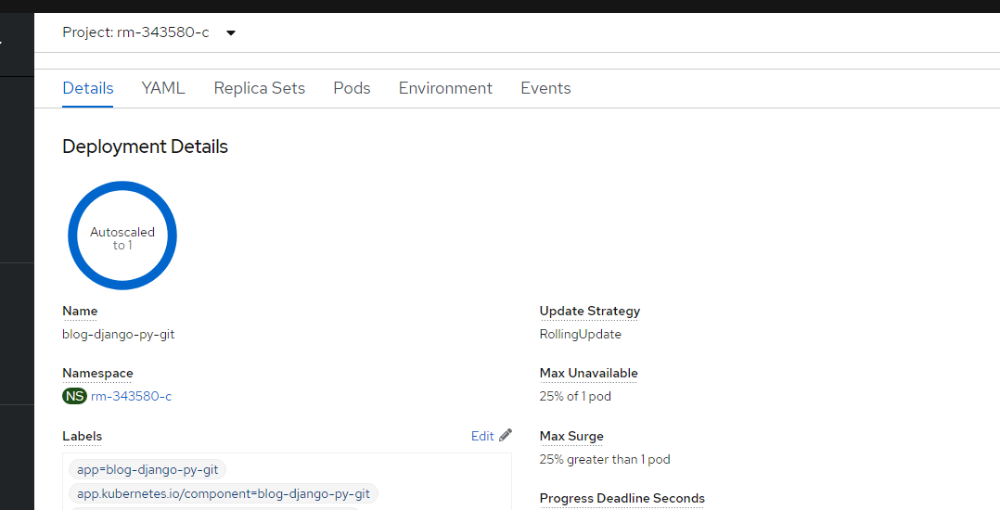 Project: rm-343580-c
Details YAML Replica Sets Pods Environment Events
Deployment Details
Autoscaled
to 1
Name
blog-django-py-git
Namespace
NS rm-343580-c
Labels Edit
app=blog-django-py-git
app.kubernetes.io/component=blog-django-py-git
Update Strategy
RollingUpdate
Max Unavailable
25% of 1 pod
Max Surge
25% greater than 1 pod
Progress Deadline Seconds